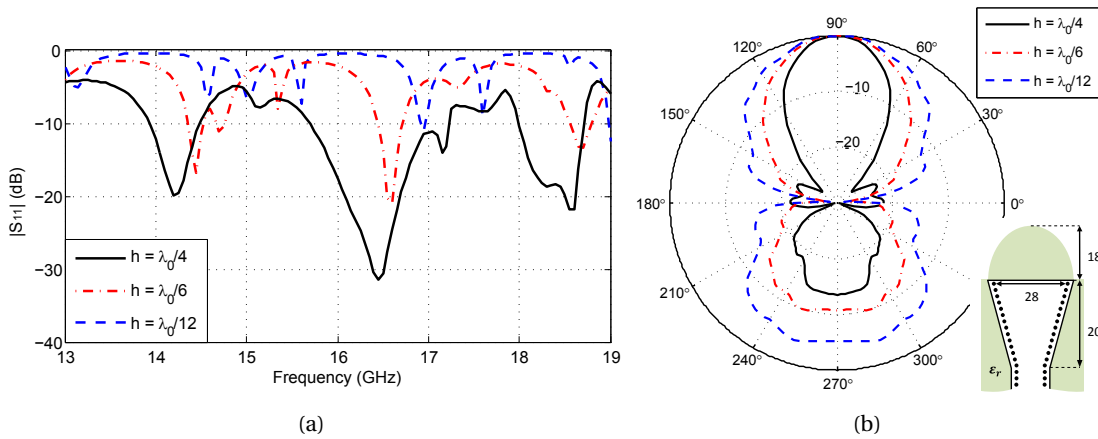 0
−10
−20
−30
−40
|S₁₁| (dB)
h = λ₀/4
h = λ₀/6
h = λ₀/12
13
14
15
16
17
18
19
Frequency (GHz)
(a)
h = λ₀/4
h = λ₀/6
h = λ₀/12
90°
120°
60°
−10
150°
30°
−20
180°
0°
210°
240°
300°
270°
18
28
20
εᵣ
(b)